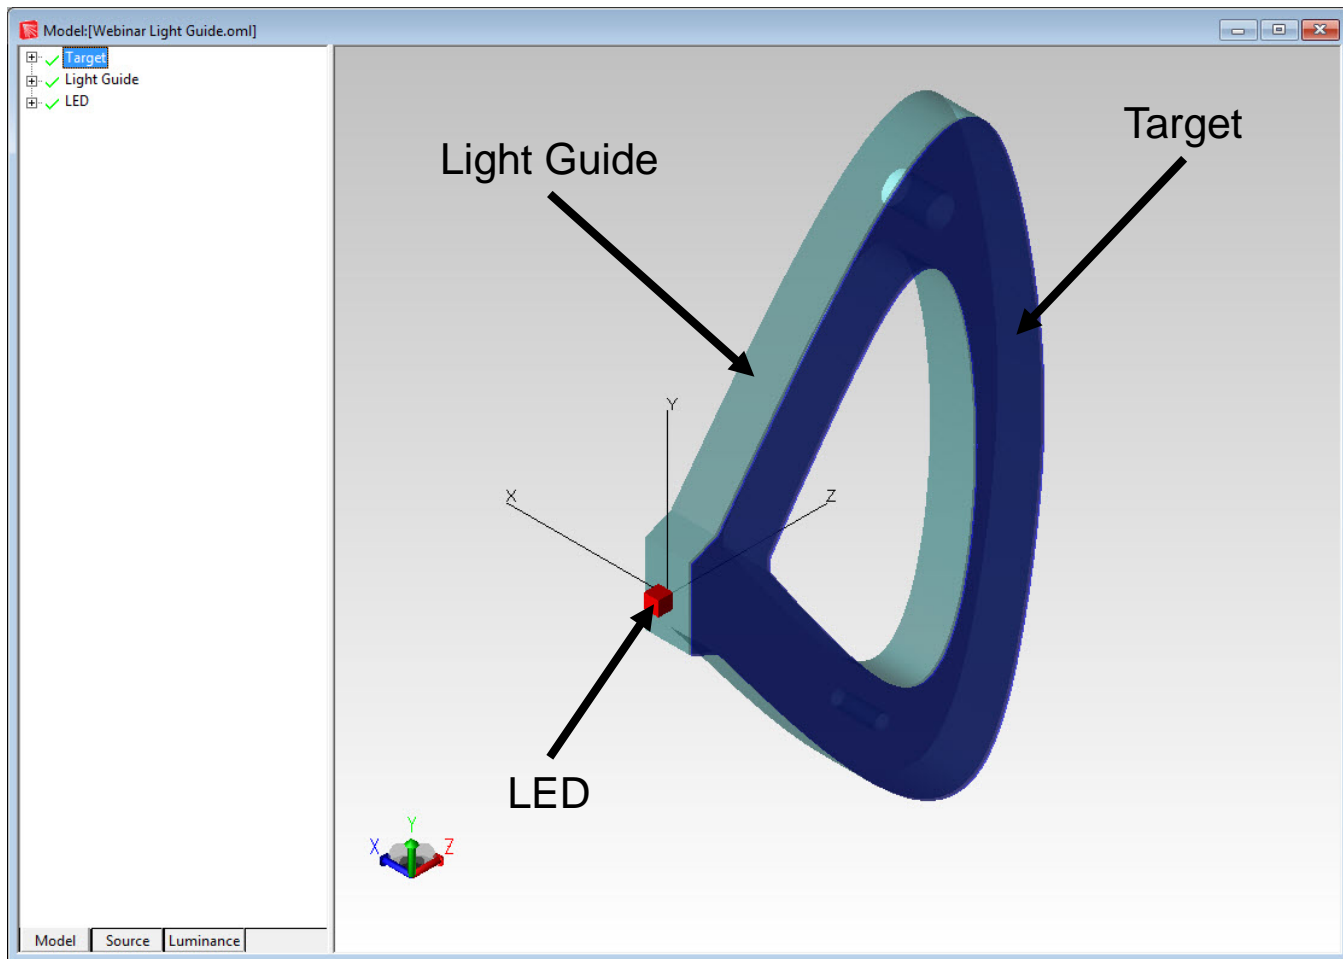 Model:[Webinar Light Guide.oml]
Target
Light Guide
LED
Target
Light Guide
Y
X
Z
LED
Y
X
Z
Model
Source
Luminance